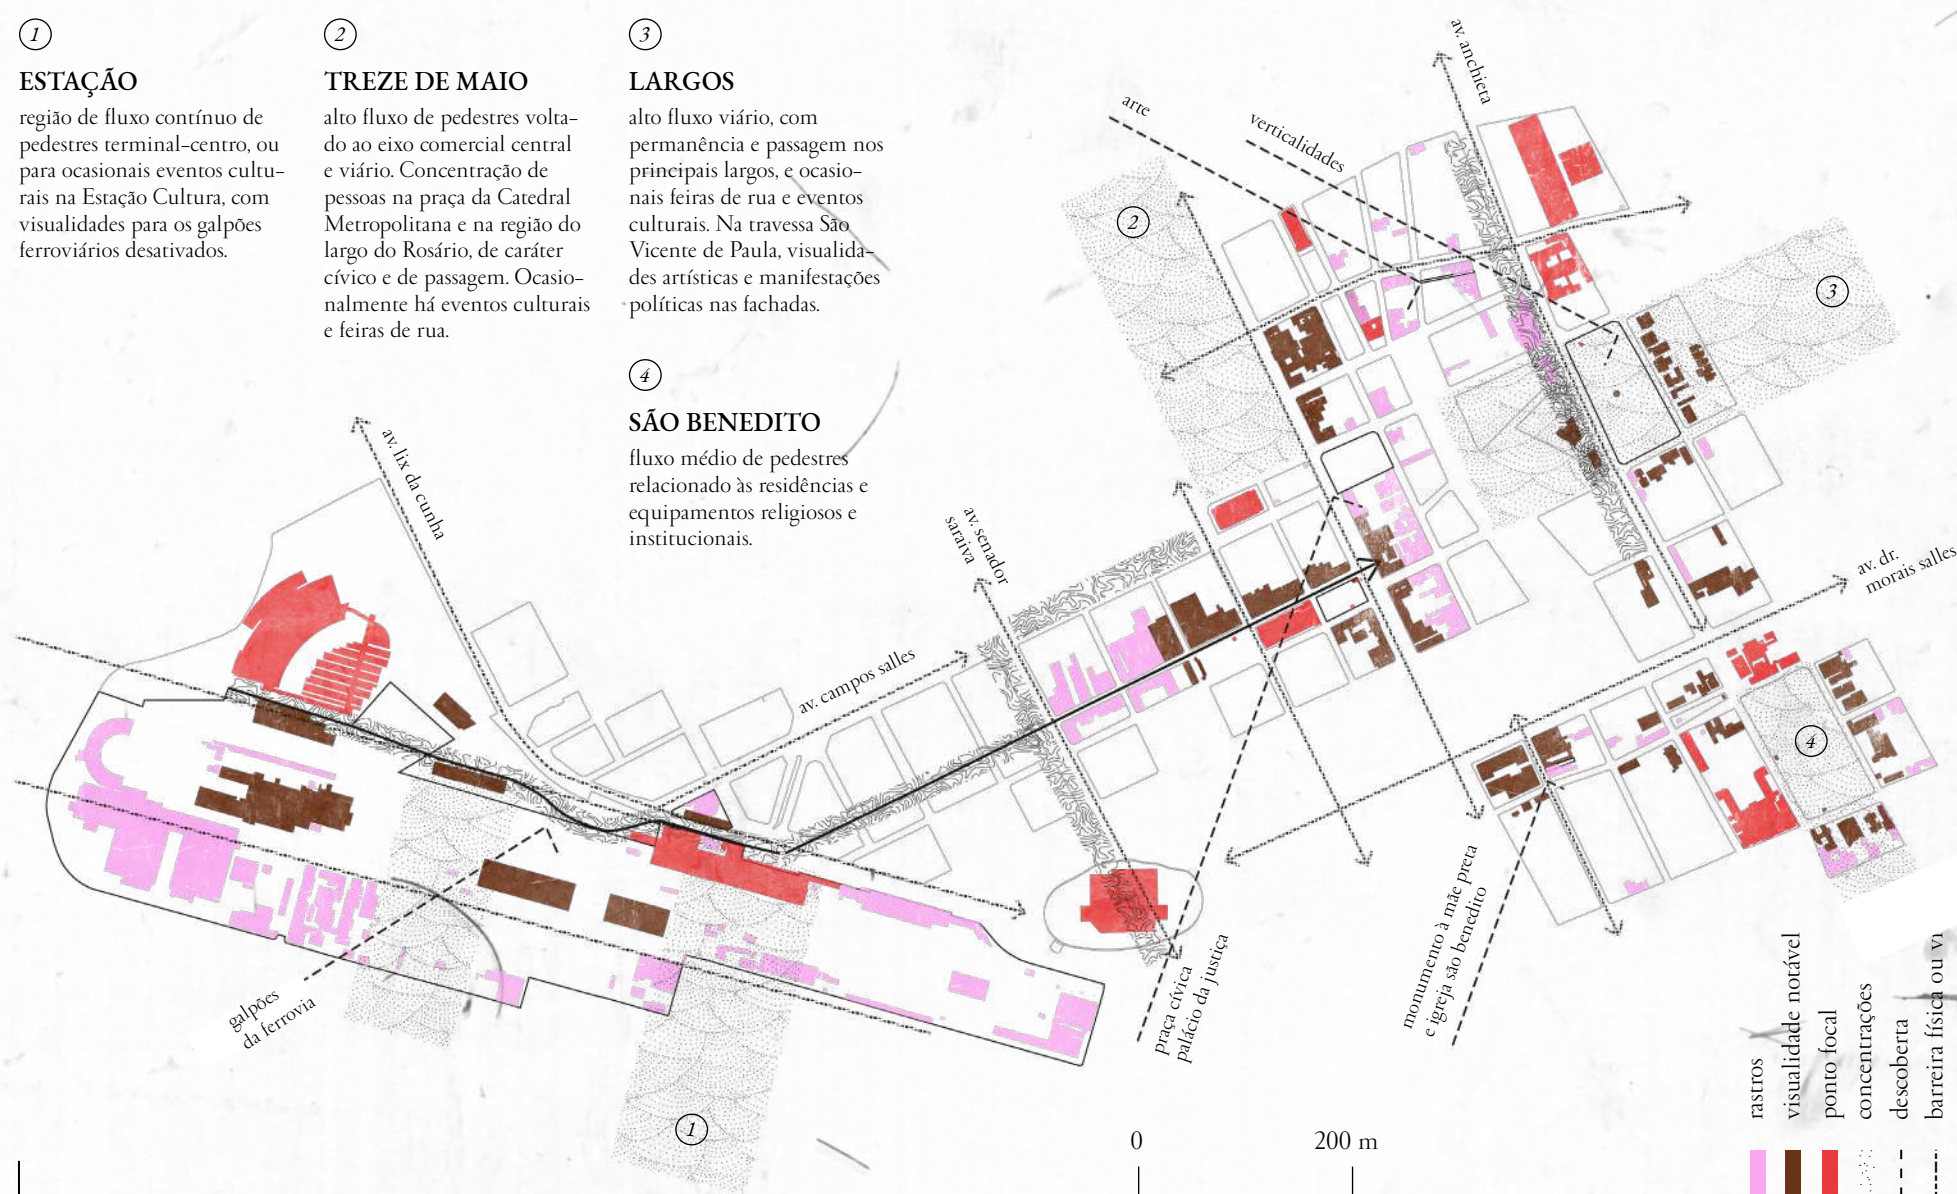 1
ESTAÇÃO
região de fluxo contínuo de
pedestres terminal-centro, ou
para ocasionais eventos cultu-
rais na Estação Cultura, com
visualidades para os galpões
ferroviários desativados.
2
TREZE DE MAIO
alto fluxo de pedestres volta-
do ao eixo comercial central
e viário. Concentração de
pessoas na praça da Catedral
Metropolitana e na região do
largo do Rosário, de caráter
cívico e de passagem. Ocasio-
nalmente há eventos culturais
e feiras de rua.
3
LARGOS
alto fluxo viário, com
permanência e passagem nos
principais largos, e ocasio-
nais feiras de rua e eventos
culturais. Na travessa São
Vicente de Paula, visualida-
des artísticas e manifestações
políticas nas fachadas.
4
SÃO BENEDITO
fluxo médio de pedestres
relacionado às residências e
equipamentos religiosos e
institucionais.
av. anchieta
arte
verticalidades
2
3
av. lix da cunha
av. senador
saraiva
av. dr.
morais salles
av. campos salles
4
galpões
da ferrovia
praça cívica
palácio da justiça
monumento à mãe preta
e igreja são benedito
1
0
200 m
rastros
visualidade notável
ponto focal
concentrações
descoberta
barreira física ou vi